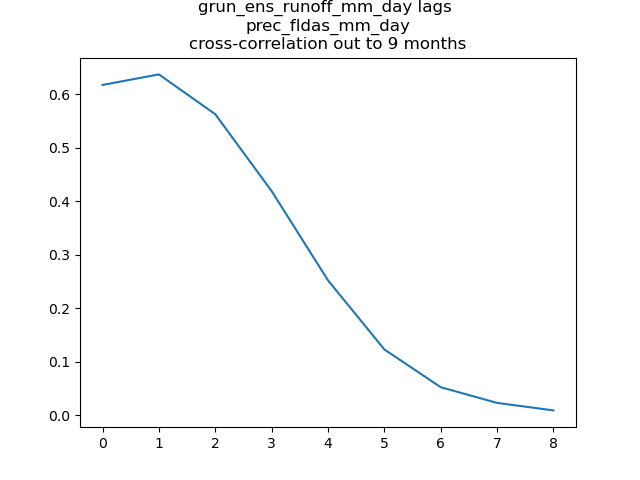 grun_ens_runoff_mm_day lags
prec_fldas_mm_day
cross-correlation out to 9 months
0.6
0.5
0.4
0.3
0.2
0.1
0.0
0 1 2 3 4 5 6 7 8